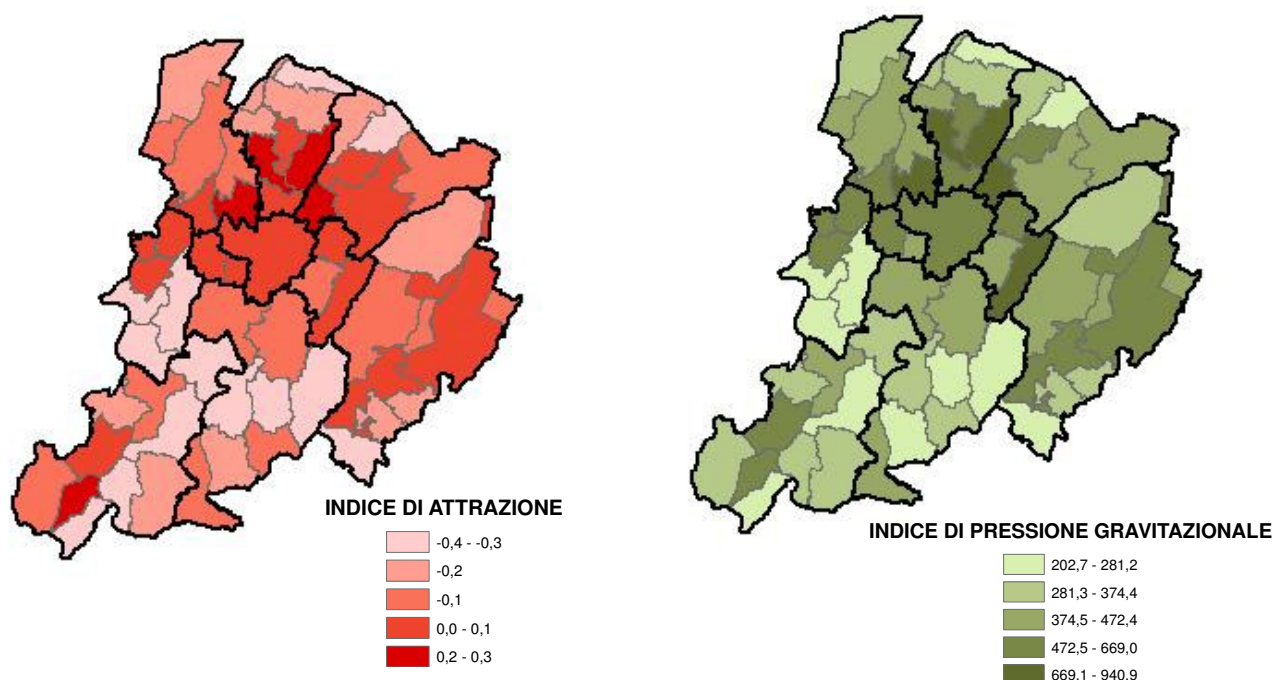 INDICE DI ATTRAZIONE
-0,4 - -0,3
-0,2
-0,1
0,0 - 0,1
0,2 - 0,3
INDICE DI PRESSIONE GRAVITAZIONALE
202,7 - 281,2
281,3 - 374,4
374,5 - 472,4
472,5 - 669,0
669,1 - 940,9